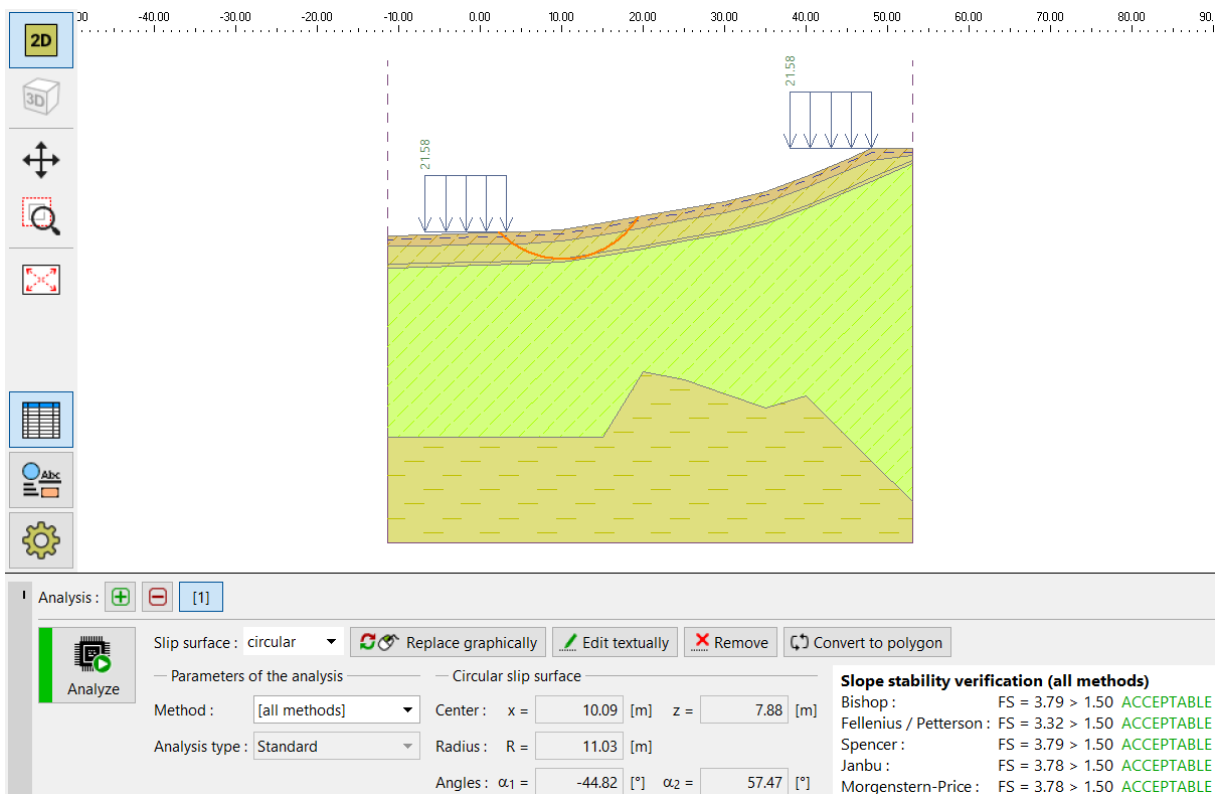 30 -40.00 -30.00 -20.00 -10.00 0.00 10.00 20.00 30.00 40.00 50.00 60.00 70.00 80.00 90.
2D
3D
21.58
21.58
Abc
Analysis : [1]
Analyze
Slip surface : circular Replace graphically Edit textually Remove Convert to polygon
Parameters of the analysis
Method : [all methods]
Analysis type : Standard
Circular slip surface
Center : x = 10.09 [m] z = 7.88 [m]
Radius : R = 11.03 [m]
Angles : α1 = -44.82 [°] α2 = 57.47 [°]
Slope stability verification (all methods)
Bishop : FS = 3.79 > 1.50 ACCEPTABLE
Fellenius / Petterson : FS = 3.32 > 1.50 ACCEPTABLE
Spencer : FS = 3.79 > 1.50 ACCEPTABLE
Janbu : FS = 3.78 > 1.50 ACCEPTABLE
Morgenstern-Price : FS = 3.78 > 1.50 ACCEPTABLE